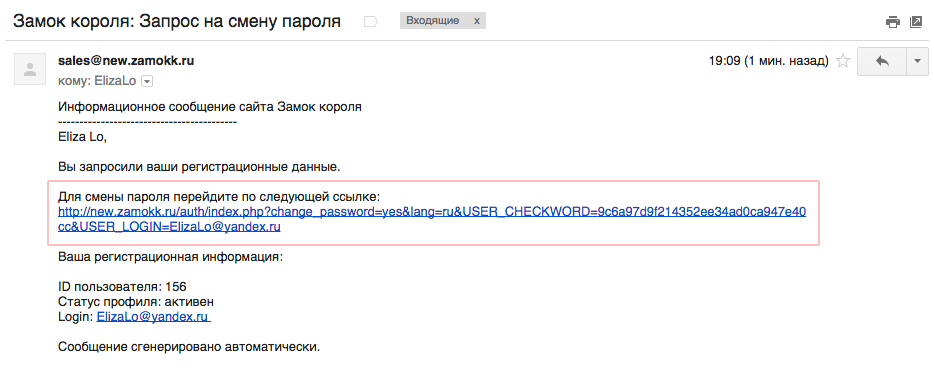 Замок короля: Запрос на смену пароля
Входящие x
sales@new.zamokk.ru
19:09 (1 мин. назад)
кому: ElizaLo
Информационное сообщение сайта Замок короля
------------------------------------------
Eliza Lo,
Вы запросили ваши регистрационные данные.
Для смены пароля перейдите по следующей ссылке:
http://new.zamokk.ru/auth/index.php?change_password=yes&lang=ru&USER_CHECKWORD=9c6a97d9f214352ee34ad0ca947e40
cc&USER_LOGIN=ElizaLo@yandex.ru
Ваша регистрационная информация:
ID пользователя: 156
Статус профиля: активен
Login: ElizaLo@yandex.ru
Сообщение сгенерировано автоматически.